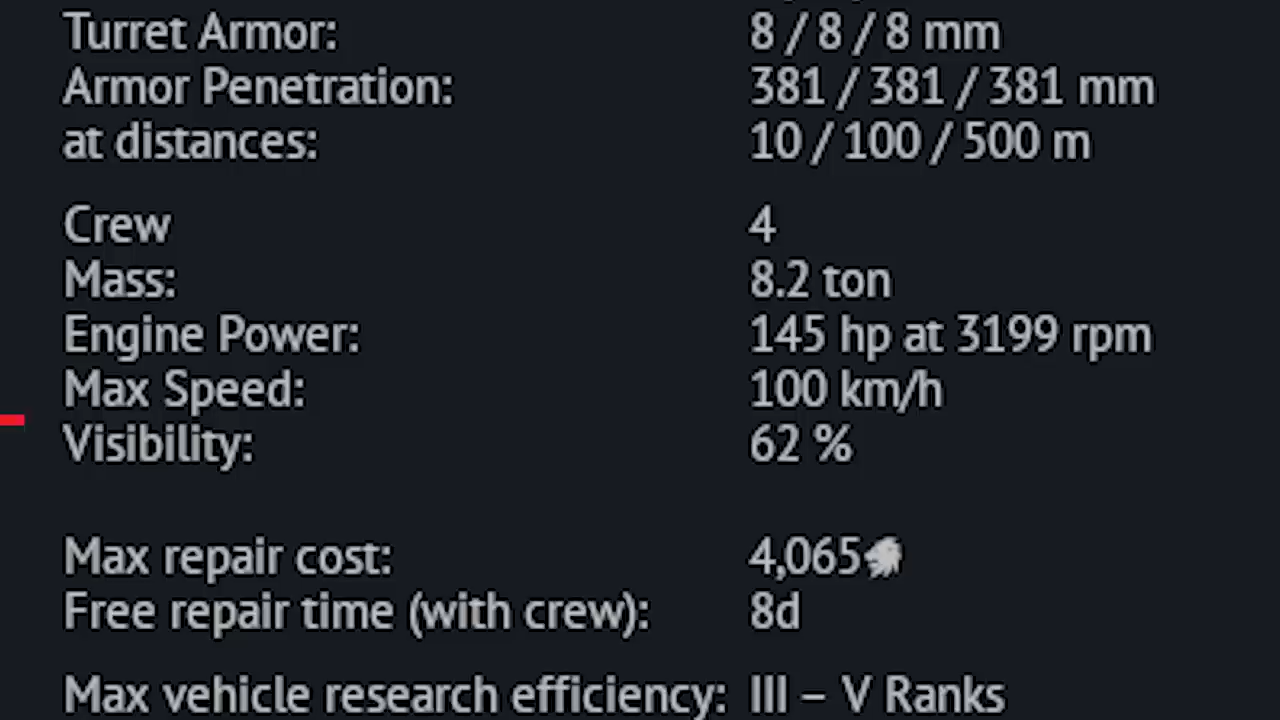 Turret Armor: 8 / 8 / 8 mm
Armor Penetration: 381 / 381 / 381 mm
at distances: 10 / 100 / 500 m
Crew 4
Mass: 8.2 ton
Engine Power: 145 hp at 3199 rpm
Max Speed: 100 km/h
Visibility: 62 %
Max repair cost: 4,065
Free repair time (with crew): 8d
Max vehicle research efficiency: III – V Ranks